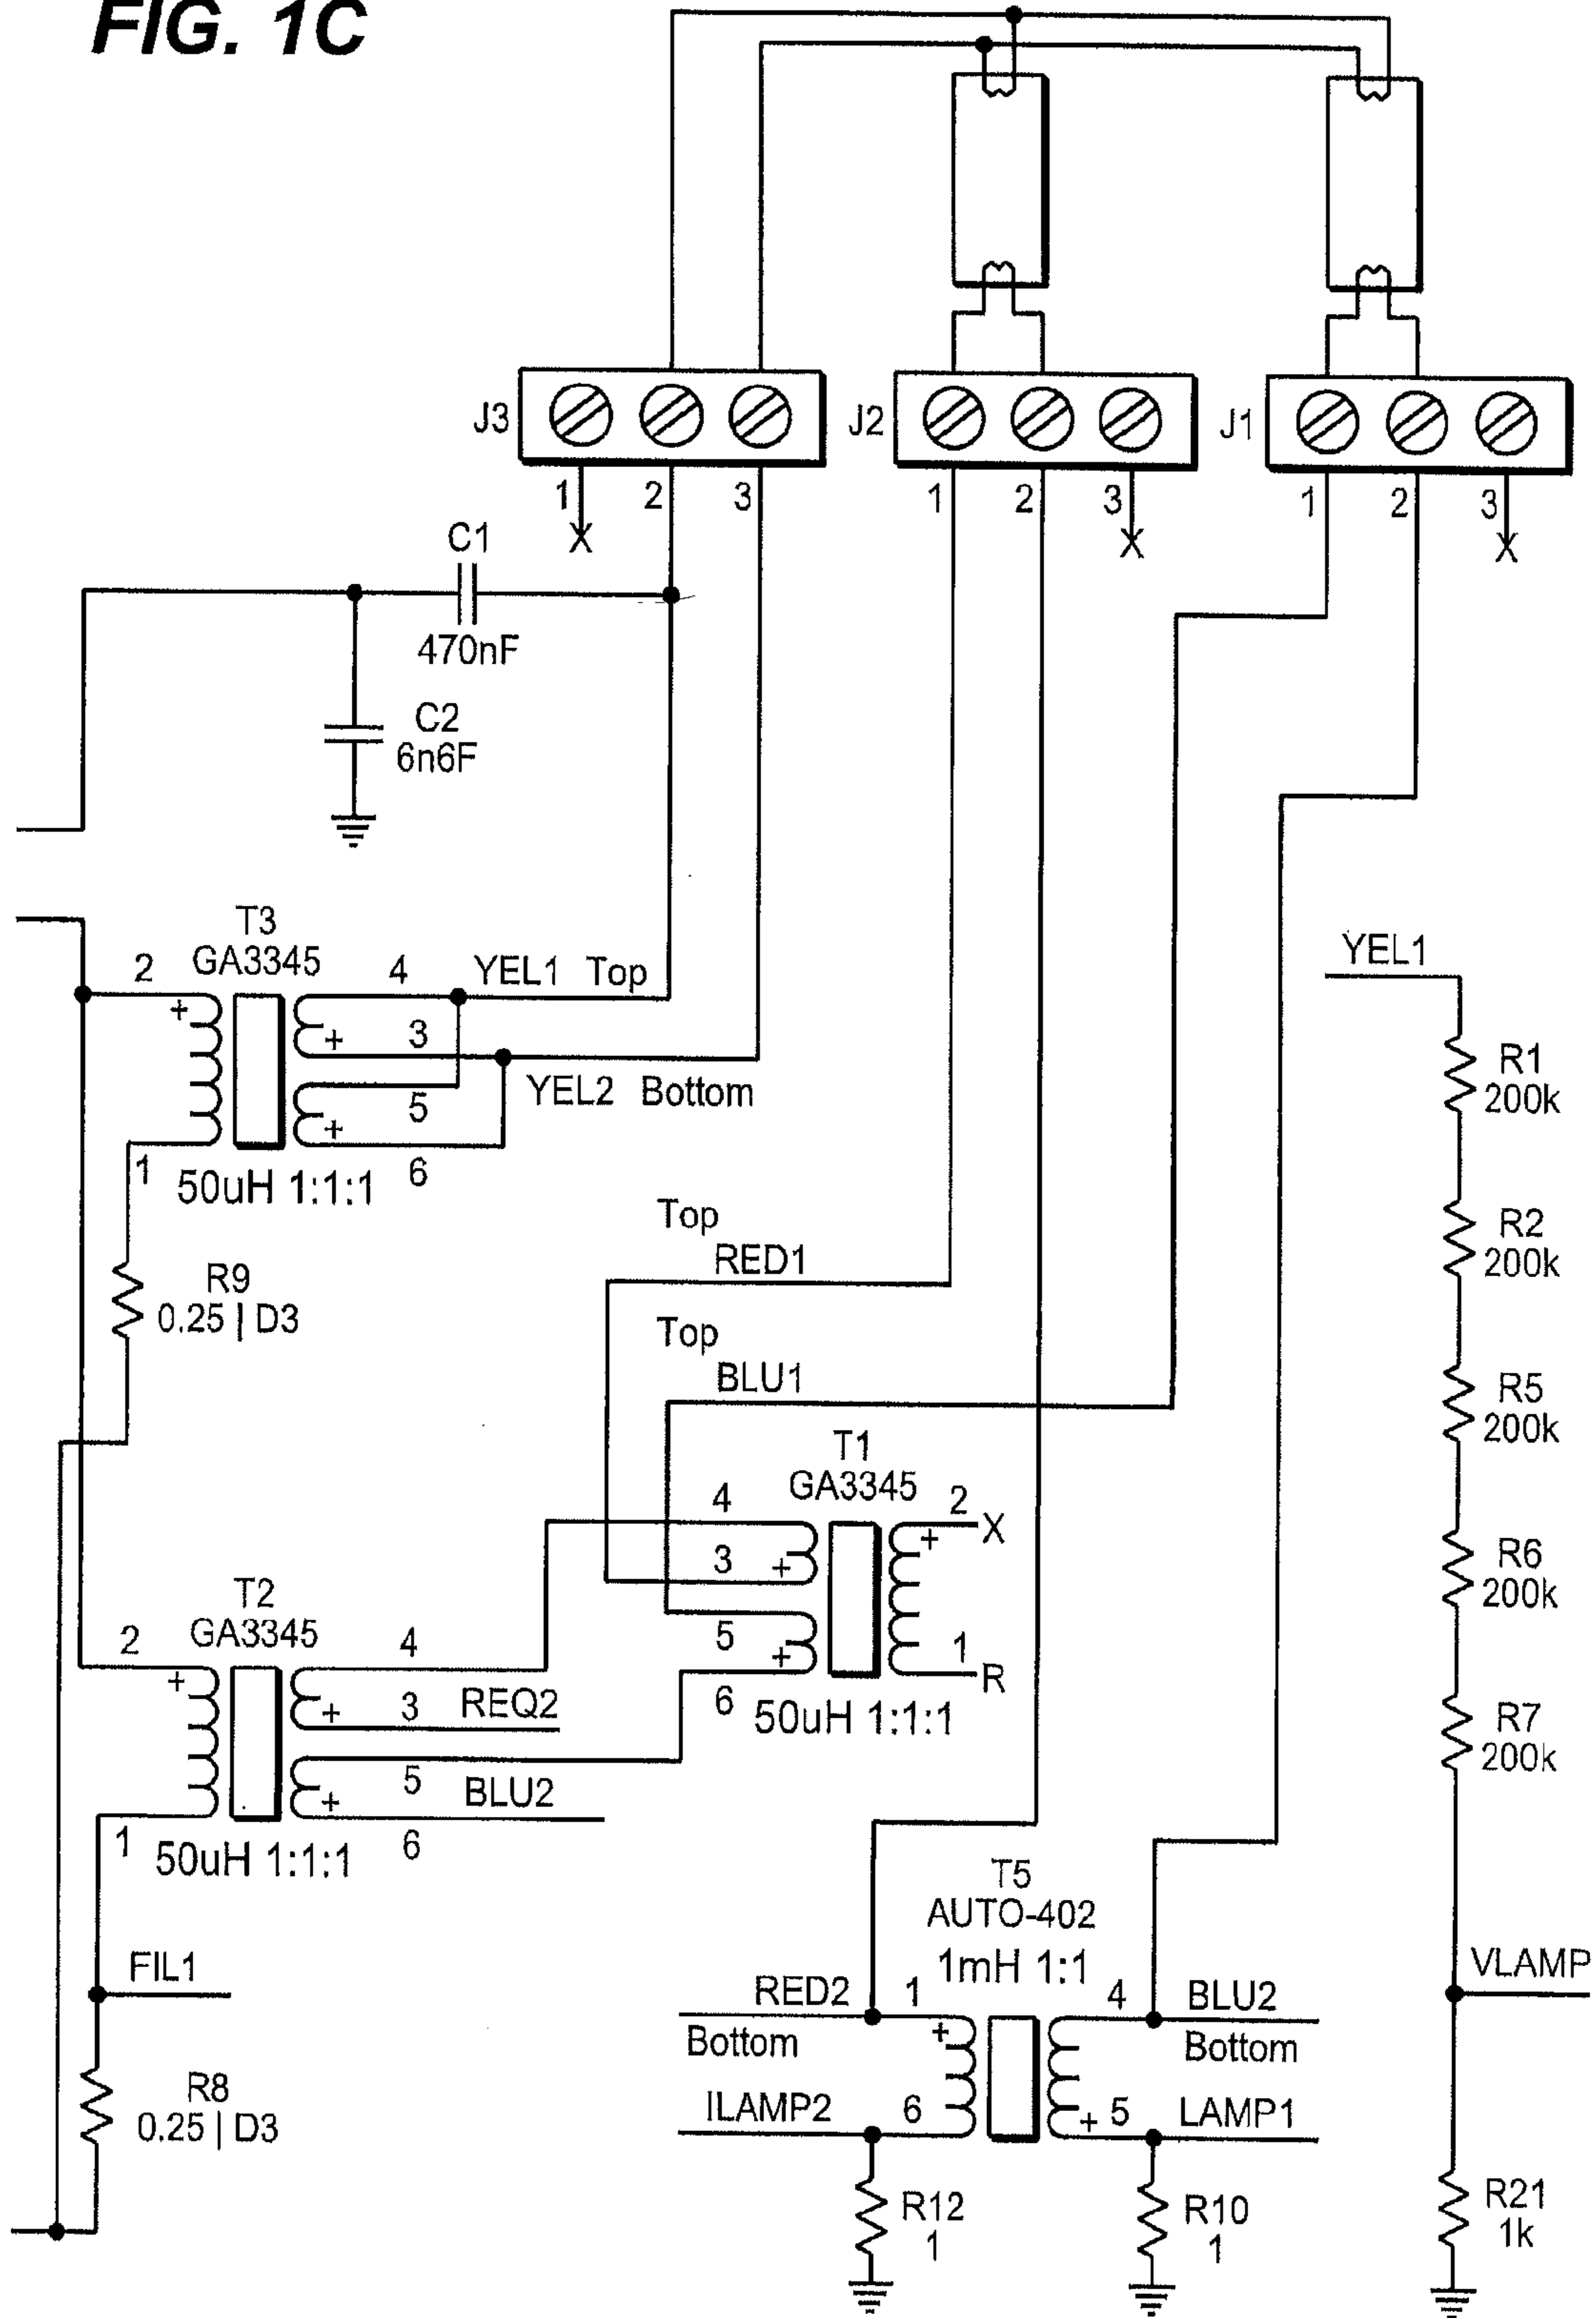 FIG. 1C
J3
J2
J1
1
2
3
1
2
3
1
2
3
X
X
X
C1
470nF
C2
6n6F
T3
GA3345
2
4
YEL1 Top
+
3
+
YEL2 Bottom
5
+
1
6
50uH 1:1:1
YEL1
R1
200k
R2
200k
R5
200k
R6
200k
R7
200k
R9
0.25 | D3
Top
RED1
Top
BLU1
T1
GA3345
4
2
X
+
3
+
5
+
1
R
6
50uH 1:1:1
T2
GA3345
2
4
+
3
REQ2
+
5
BLU2
+
1
6
50uH 1:1:1
T5
AUTO-402
1mH 1:1
FIL1
VLAMP
RED2
1
4
BLU2
Bottom
+
Bottom
ILAMP2
6
+
5
LAMP1
R8
0.25 | D3
R12
1
R10
1
R21
1k